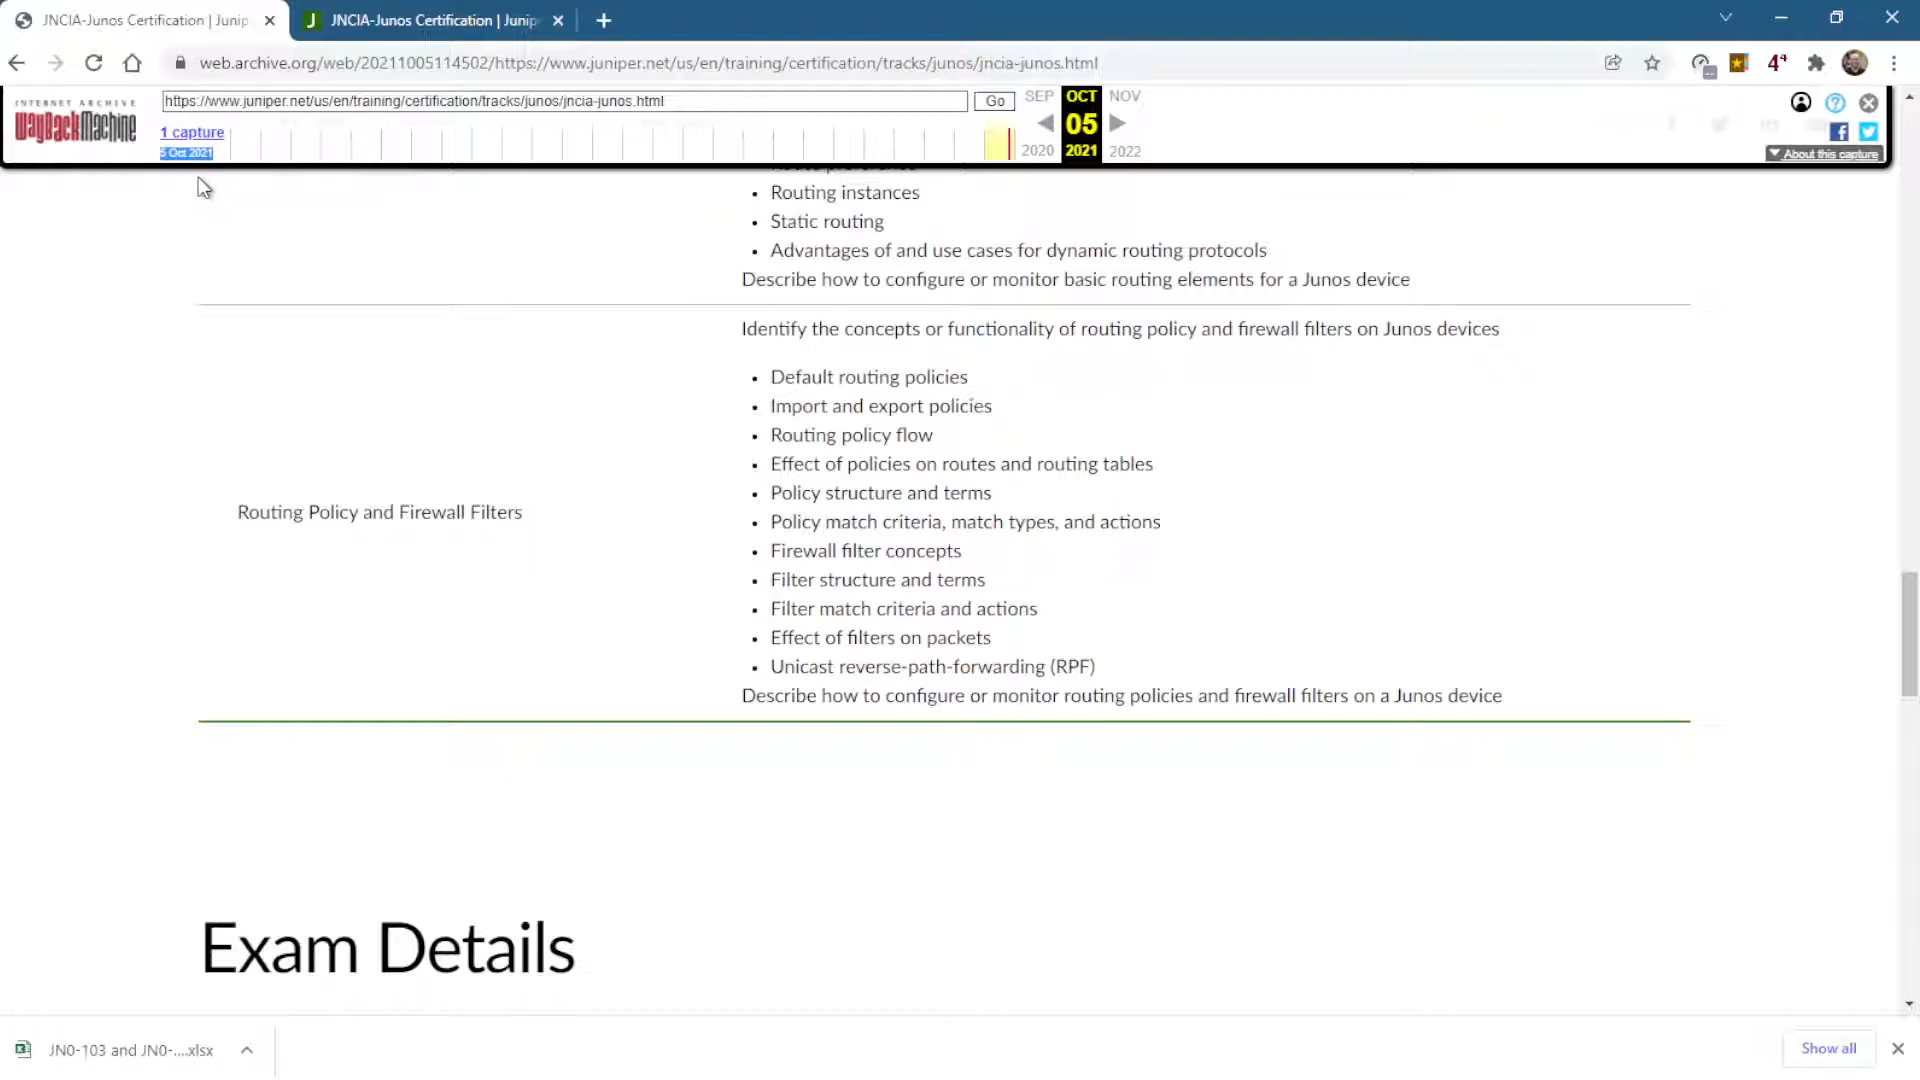 JNCIA-Junos Certification | Junip
JNCIA-Junos Certification | Junip
web.archive.org/web/20211005114502/https://www.juniper.net/us/en/training/certification/tracks/junos/jncia-junos.html
INTERNET ARCHIVE
WayBackMachine
https://www.juniper.net/us/en/training/certification/tracks/junos/jncia-junos.html
Go
SEP OCT NOV
1 capture
05
5 Oct 2021
2020 2021 2022
About this capture
• Routing instances
• Static routing
• Advantages of and use cases for dynamic routing protocols
Describe how to configure or monitor basic routing elements for a Junos device
Identify the concepts or functionality of routing policy and firewall filters on Junos devices
• Default routing policies
• Import and export policies
• Routing policy flow
• Effect of policies on routes and routing tables
• Policy structure and terms
Routing Policy and Firewall Filters
• Policy match criteria, match types, and actions
• Firewall filter concepts
• Filter structure and terms
• Filter match criteria and actions
• Effect of filters on packets
• Unicast reverse-path-forwarding (RPF)
Describe how to configure or monitor routing policies and firewall filters on a Junos device
Exam Details
JN0-103 and JN0-....xlsx
Show all